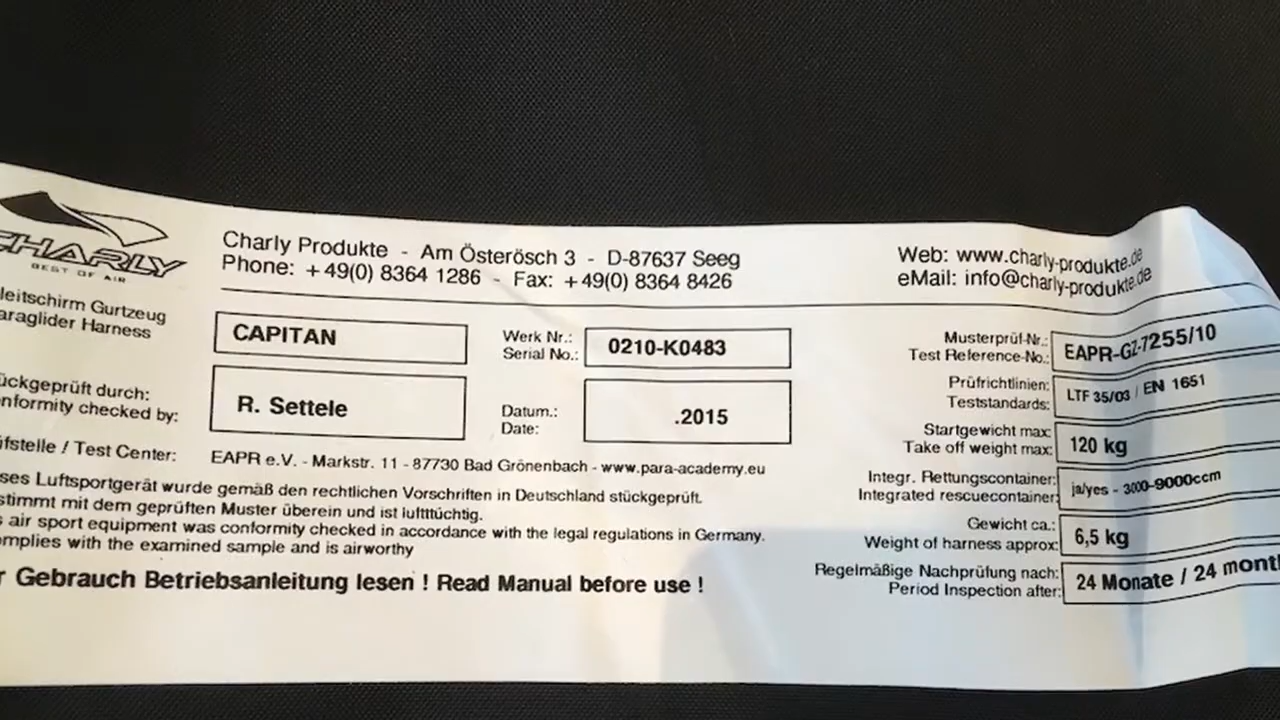 CHARLY
BEST OF AIR
Charly Produkte - Am Österösch 3 - D-87637 Seeg
Phone: +49(0) 8364 1286 - Fax: +49(0) 8364 8426
Web: www.charly-produkte.de
eMail: info@charly-produkte.de
leitschirm Gurtzeug
araglider Harness
CAPITAN
Werk Nr.:
Serial No.:
0210-K0483
Musterprüf-Nr.:
Test Reference-No.:
EAPR-GZ-7255/10
ückgeprüft durch:
nformity checked by:
R. Settele
Datum.:
Date:
.2015
Prüfrichtlinien:
Teststandards:
LTF 35/03 / EN 1651
Startgewicht max:
Take off weight max:
120 kg
üfstelle / Test Center:
EAPR e.V. - Markstr. 11 - 87730 Bad Grönenbach - www.para-academy.eu
Integr. Rettungscontainer:
Integrated rescuecontainer:
ja/yes - 3000-9000ccm
ses Luftsportgerät wurde gemäß den rechtlichen Vorschriften in Deutschland stückgeprüft.
stimmt mit dem geprüften Muster überein und ist lufttüchtig.
s air sport equipment was conformity checked in accordance with the legal regulations in Germany.
omplies with the examined sample and is airworthy
Gewicht ca.:
Weight of harness approx:
6,5 kg
r Gebrauch Betriebsanleitung lesen ! Read Manual before use !
Regelmäßige Nachprüfung nach:
Period Inspection after:
24 Monate / 24 month